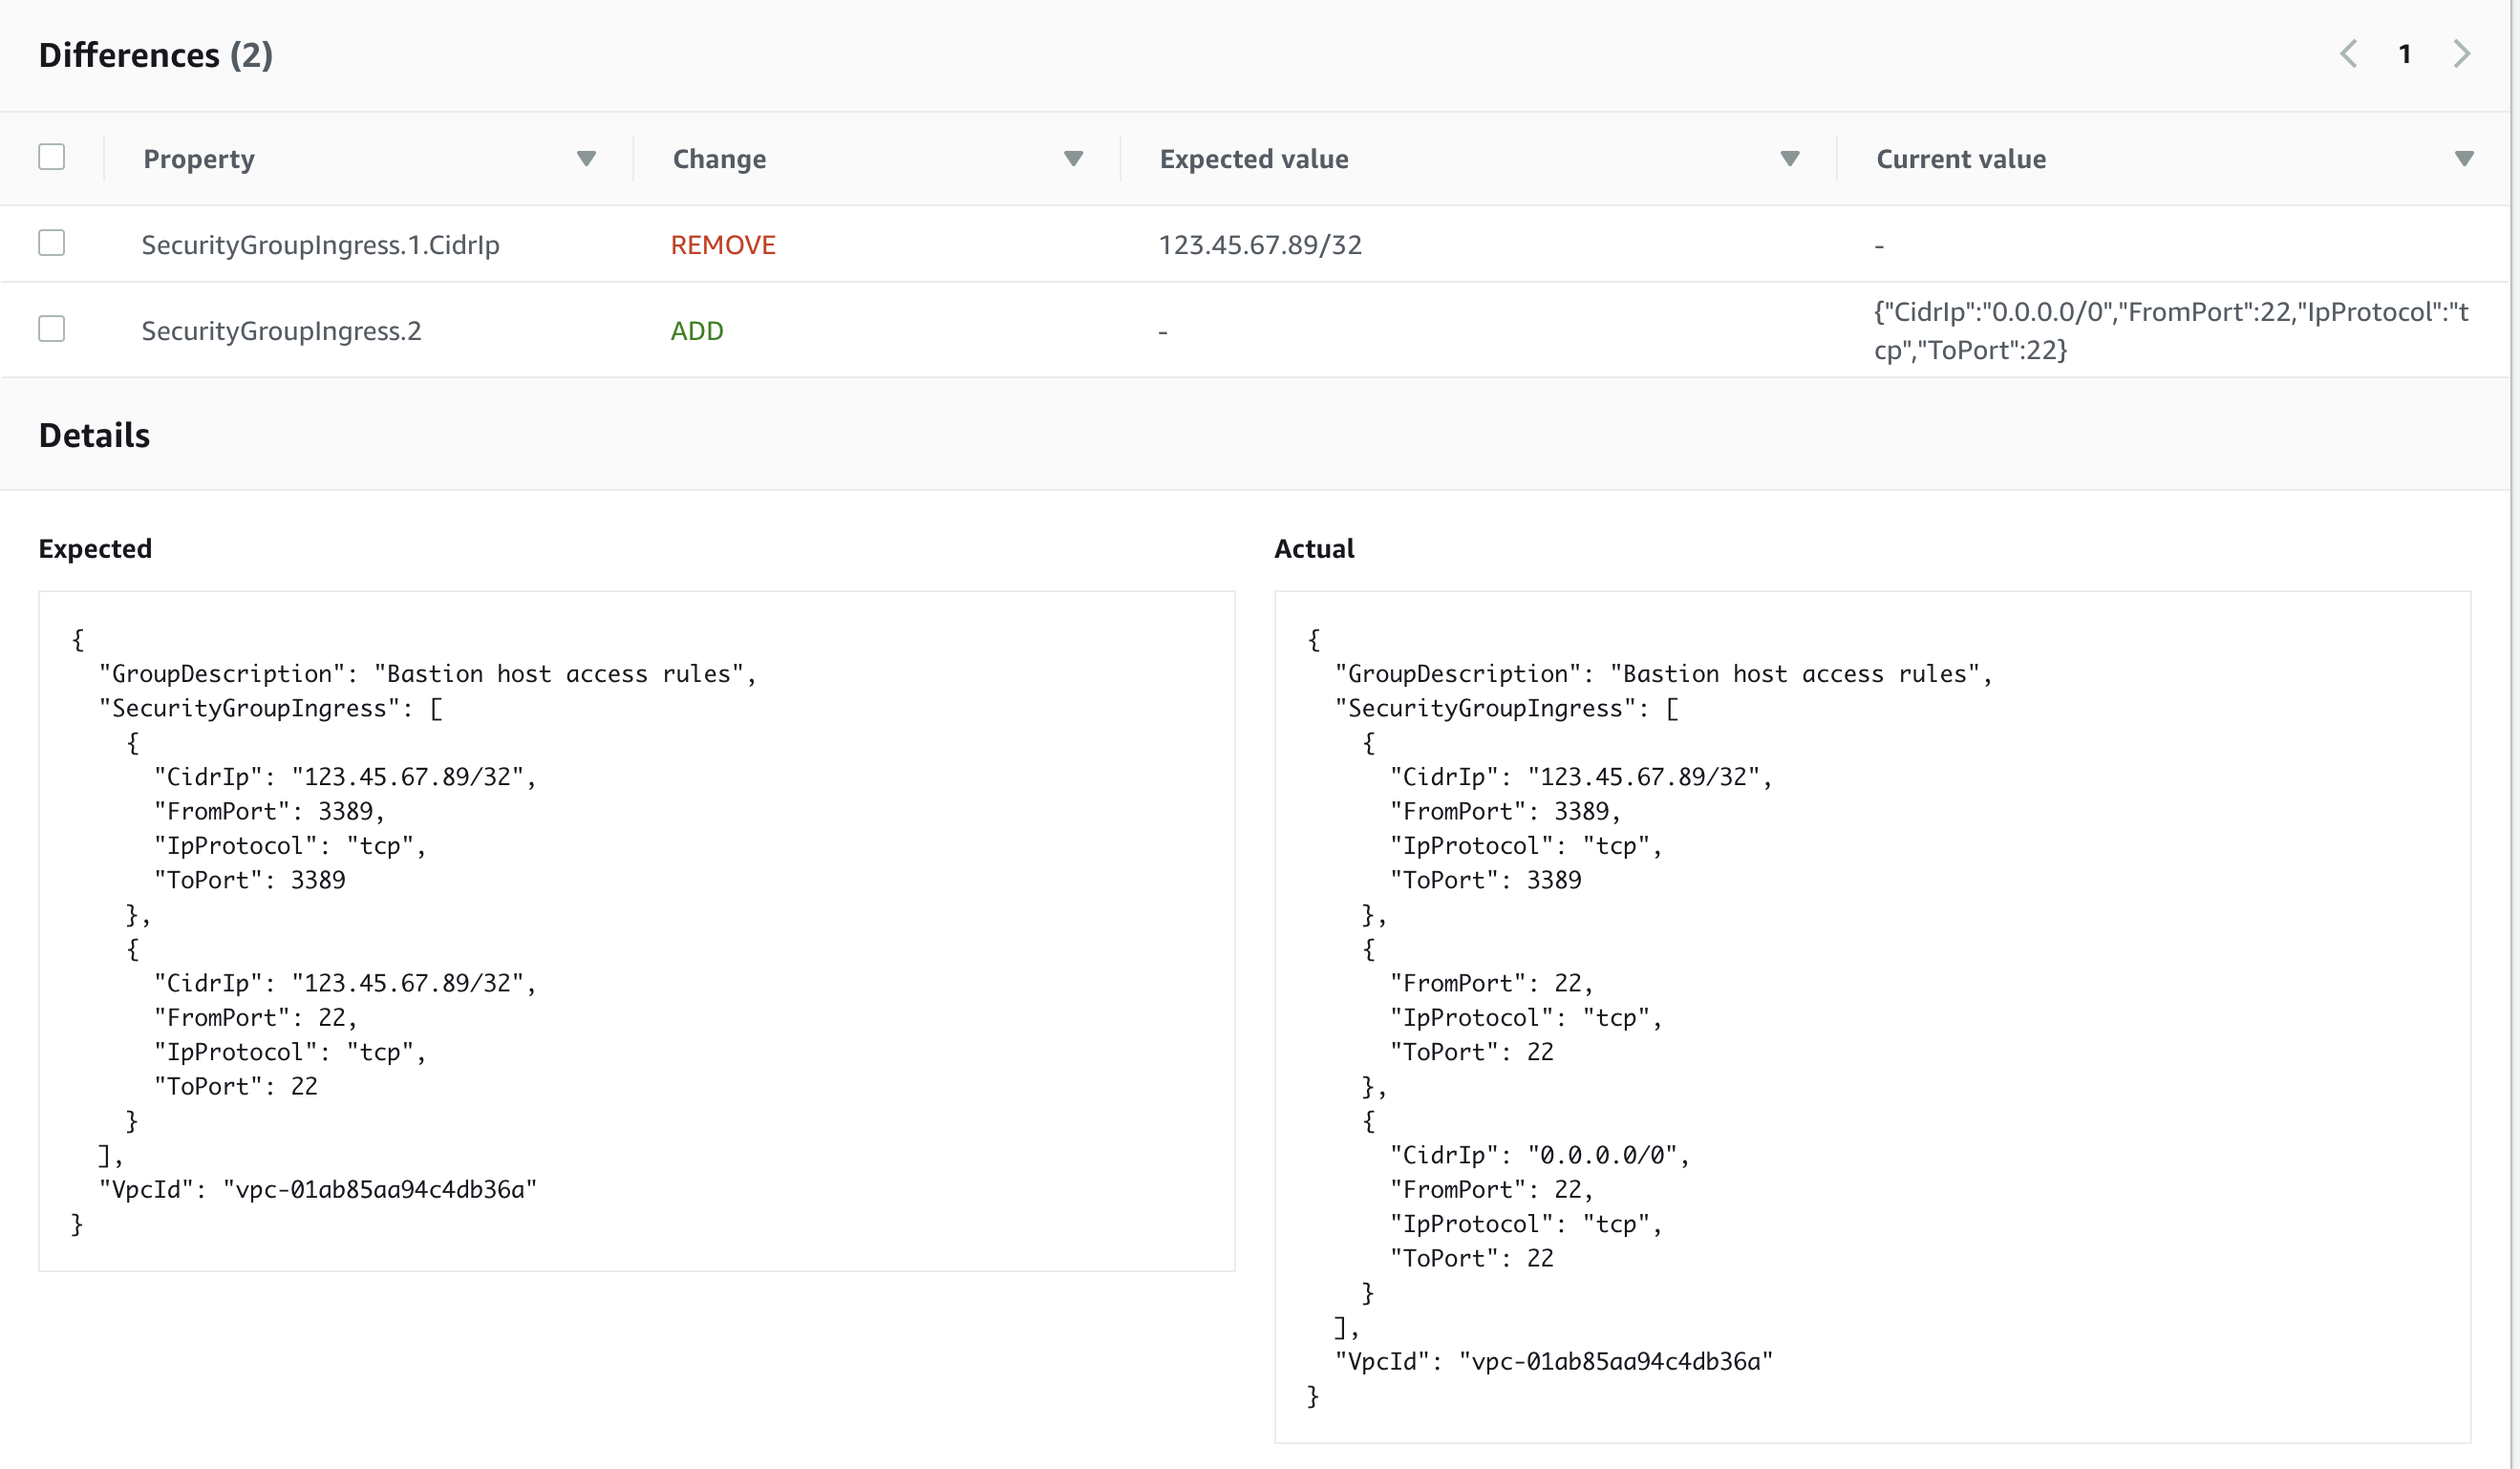 Differences (2)
1
Property Change Expected value Current value
SecurityGroupIngress.1.CidrIp REMOVE 123.45.67.89/32 -
SecurityGroupIngress.2 ADD - {"CidrIp":"0.0.0.0/0","FromPort":22,"IpProtocol":"t
cp","ToPort":22}
Details
Expected
{
"GroupDescription": "Bastion host access rules",
"SecurityGroupIngress": [
{
"CidrIp": "123.45.67.89/32",
"FromPort": 3389,
"IpProtocol": "tcp",
"ToPort": 3389
},
{
"CidrIp": "123.45.67.89/32",
"FromPort": 22,
"IpProtocol": "tcp",
"ToPort": 22
}
],
"VpcId": "vpc-01ab85aa94c4db36a"
}
Actual
{
"GroupDescription": "Bastion host access rules",
"SecurityGroupIngress": [
{
"CidrIp": "123.45.67.89/32",
"FromPort": 3389,
"IpProtocol": "tcp",
"ToPort": 3389
},
{
"FromPort": 22,
"IpProtocol": "tcp",
"ToPort": 22
},
{
"CidrIp": "0.0.0.0/0",
"FromPort": 22,
"IpProtocol": "tcp",
"ToPort": 22
}
],
"VpcId": "vpc-01ab85aa94c4db36a"
}